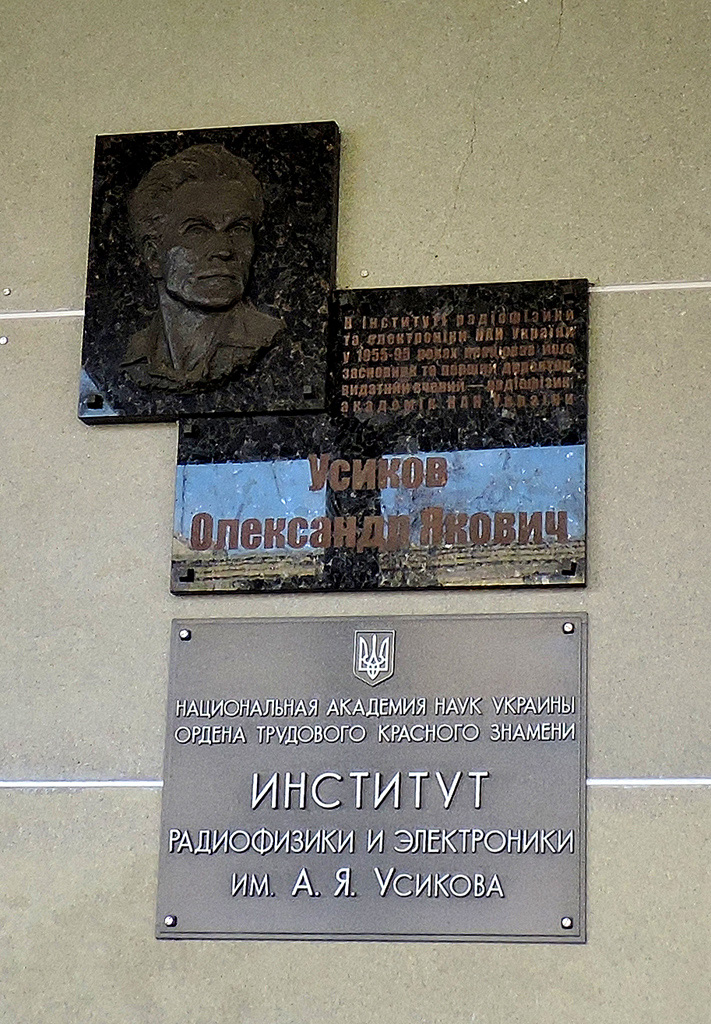 В Інституті радіофізики
та електроніки НАН України
у 1955-95 роках працював його
засновник та перший директор,
видатний вчений — радіофізик
академік НАН України
Усиков
Олександр Якович
НАЦИОНАЛЬНАЯ АКАДЕМИЯ НАУК УКРАИНЫ
ОРДЕНА ТРУДОВОГО КРАСНОГО ЗНАМЕНИ
ИНСТИТУТ
РАДИОФИЗИКИ И ЭЛЕКТРОНИКИ
ИМ. А. Я. УСИКОВА